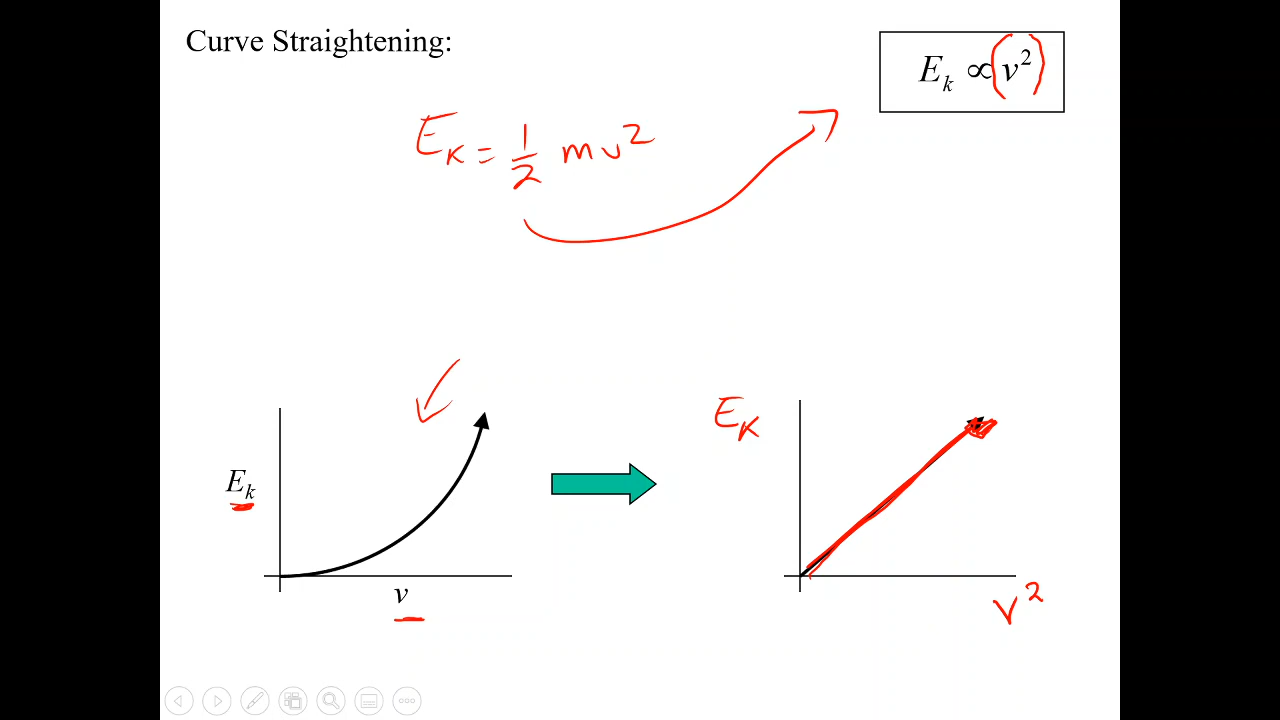 Curve Straightening:
E_k ∝ (v²)
E_K = 1/2 mv²
E_k
v
E_K
v²